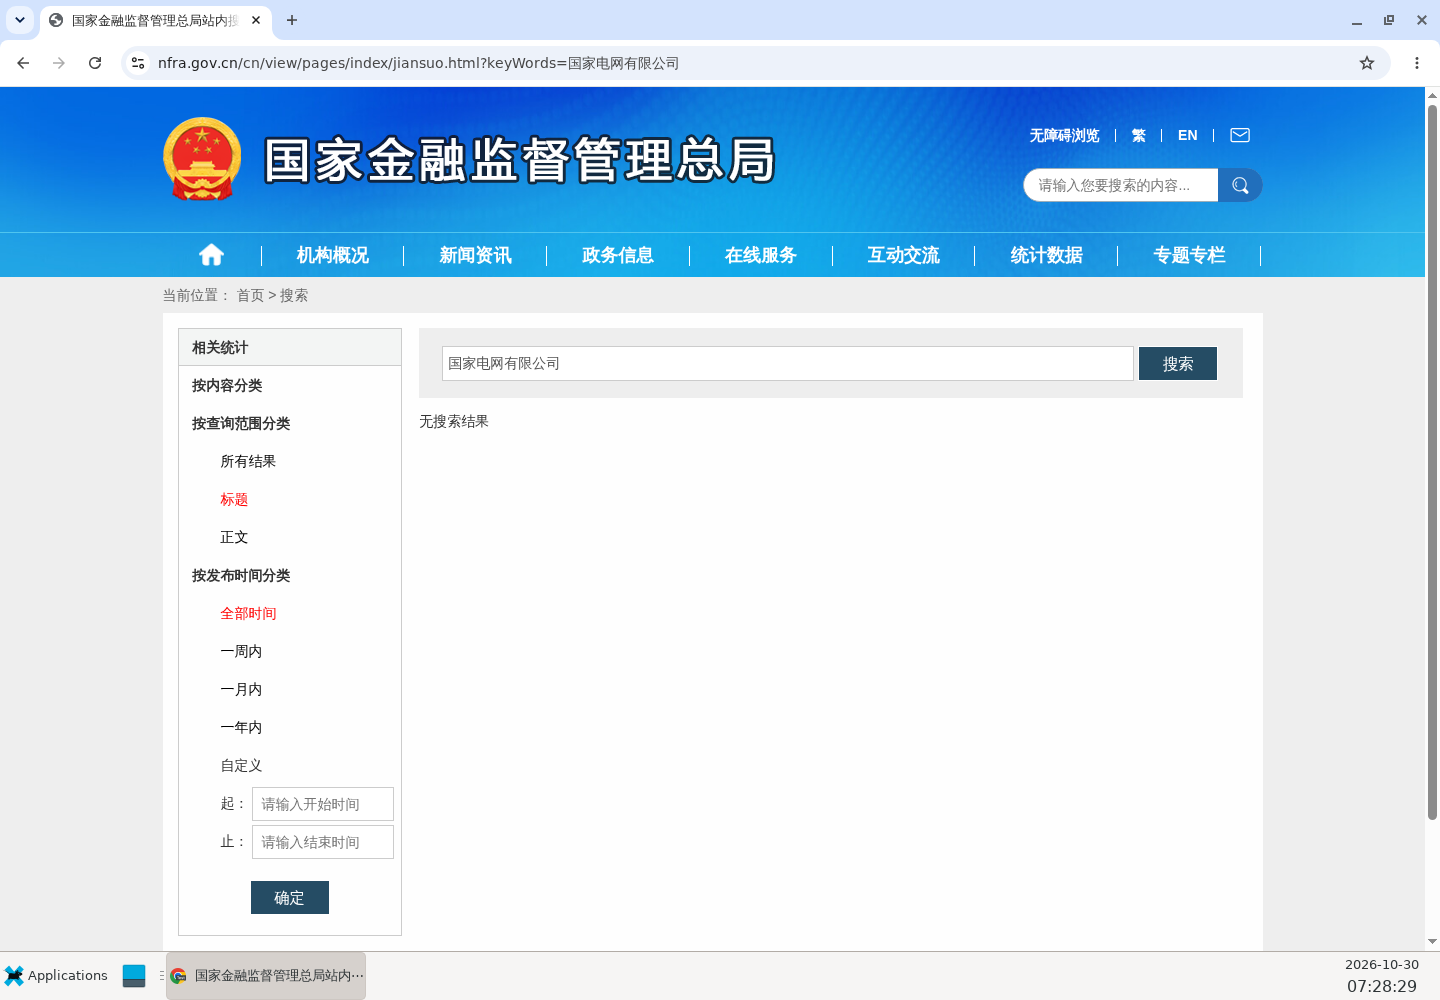 国家金融监督管理总局站内
nfra.gov.cn/cn/view/pages/index/jiansuo.html?keyWords=国家电网有限公司
国家金融监督管理总局
无障碍浏览
繁
EN
请输入您要搜索的内容...
机构概况
新闻资讯
政务信息
在线服务
互动交流
统计数据
专题专栏
当前位置： 首页 > 搜索
相关统计
按内容分类
按查询范围分类
所有结果
标题
正文
按发布时间分类
全部时间
一周内
一月内
一年内
自定义
起： 请输入开始时间
止： 请输入结束时间
确定
国家电网有限公司
搜索
无搜索结果
Applications
国家金融监督管理总局站内…
2026-10-30
07:28:29